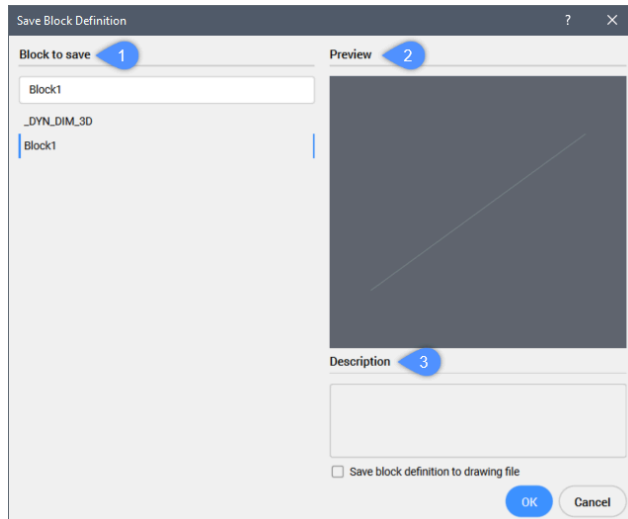 Save Block Definition ? ×
Block to save 1
Block1
_DYN_DIM_3D
Block1
Preview 2
Description 3
Save block definition to drawing file
OK Cancel